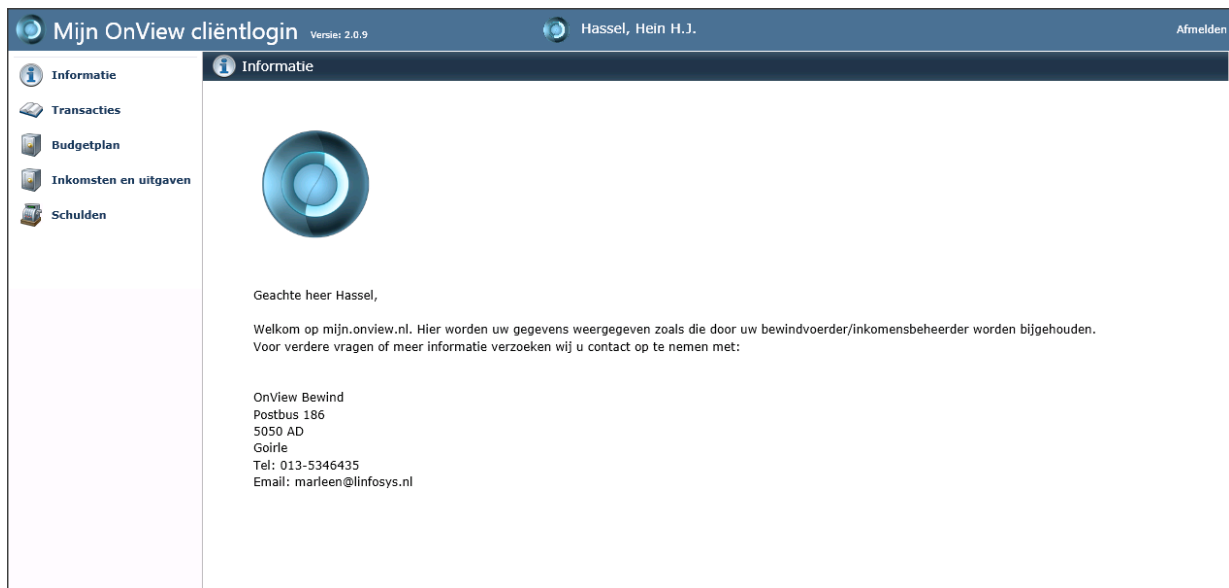 Mijn OnView cliëntlogin Versie: 2.0.9
Hassel, Hein H.J.
Afmelden
Informatie
Transacties
Budgetplan
Inkomsten en uitgaven
Schulden
Informatie
Geachte heer Hassel,
Welkom op mijn.onview.nl. Hier worden uw gegevens weergegeven zoals die door uw bewindvoerder/inkomensbeheerder worden bijgehouden.
Voor verdere vragen of meer informatie verzoeken wij u contact op te nemen met:
OnView Bewind
Postbus 186
5050 AD
Goirle
Tel: 013-5346435
Email: marleen@linfosys.nl